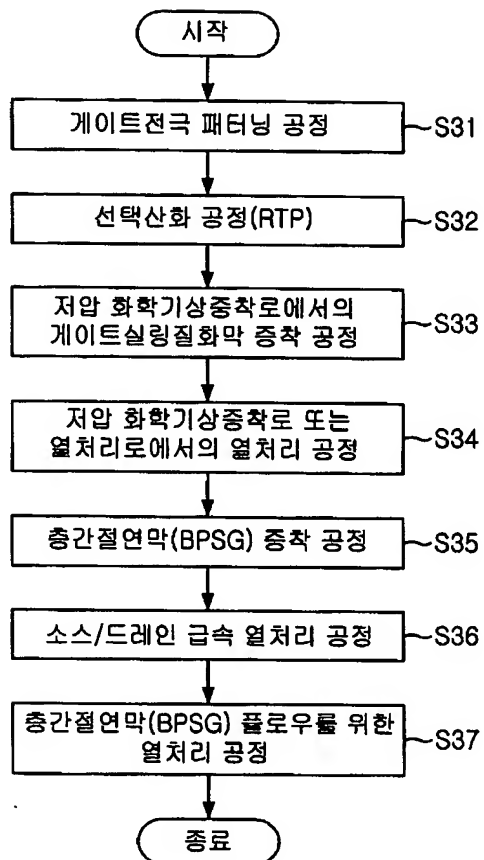 시작
게이트전극 패터닝 공정
S31
선택산화 공정(RTP)
S32
저압 화학기상증착로에서의
게이트실링질화막 증착 공정
S33
저압 화학기상증착로 또는
열처리로에서의 열처리 공정
S34
층간절연막(BPSG) 증착 공정
S35
소스/드레인 급속 열처리 공정
S36
층간절연막(BPSG) 플로우를 위한
열처리 공정
S37
종료